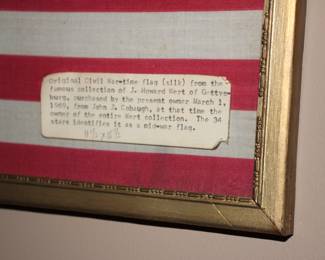 Original Civil War-time flag (silk) from the
famous collection of J. Howard Wert of Gettys-
burg, purchased by the present owner March 1,
1969, from John J. Cobaugh, at that time the
owner of the entire Wert collection. The 34
stars identifies it as a mid-war flag.